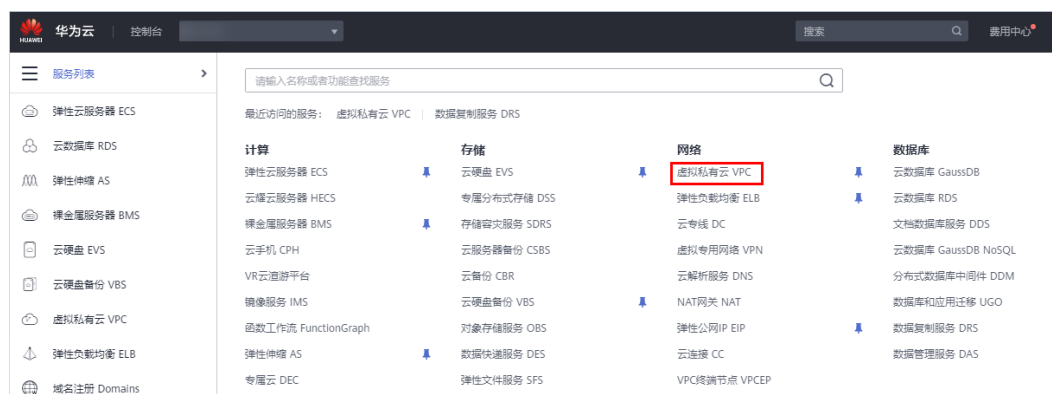 HUAWEI 华为云 控制台 搜索 费用中心
服务列表
弹性云服务器 ECS
云数据库 RDS
弹性伸缩 AS
裸金属服务器 BMS
云硬盘 EVS
云硬盘备份 VBS
虚拟私有云 VPC
弹性负载均衡 ELB
域名注册 Domains
请输入名称或者功能查找服务
最近访问的服务： 虚拟私有云 VPC 数据复制服务 DRS
计算
弹性云服务器 ECS
云耀云服务器 HECS
裸金属服务器 BMS
云手机 CPH
VR云渲游平台
镜像服务 IMS
函数工作流 FunctionGraph
弹性伸缩 AS
专属云 DEC
存储
云硬盘 EVS
专属分布式存储 DSS
存储容灾服务 SDRS
云服务器备份 CSBS
云备份 CBR
云硬盘备份 VBS
对象存储服务 OBS
数据快递服务 DES
弹性文件服务 SFS
网络
虚拟私有云 VPC
弹性负载均衡 ELB
云专线 DC
虚拟专用网络 VPN
云解析服务 DNS
NAT网关 NAT
弹性公网IP EIP
云连接 CC
VPC终端节点 VPCEP
数据库
云数据库 GaussDB
云数据库 RDS
文档数据库服务 DDS
云数据库 GaussDB NoSQL
分布式数据库中间件 DDM
数据库和应用迁移 UGO
数据复制服务 DRS
数据管理服务 DAS